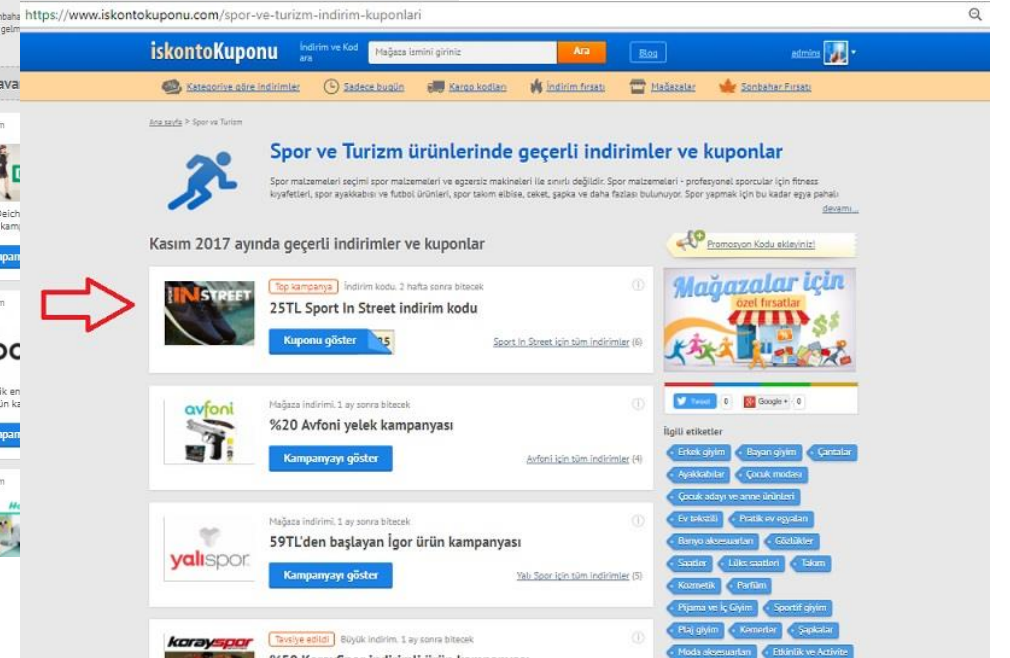 https://www.iskontokuponu.com/spor-ve-turizm-indirim-kuponlari
iskontoKuponu
İndirim ve Kod ara
Mağaza ismini giriniz
Ara
Blog
admins
Kategoriye göre indirimler
Sadece bugün
Kargo kodları
İndirim fırsatı
Mağazalar
Sonbahar Fırsatı
Ana sayfa > Spor ve Turizm
Spor ve Turizm ürünlerinde geçerli indirimler ve kuponlar
Spor malzemeleri seçimi spor malzemeleri ve egzersiz makineleri ile sınırlı değildir. Spor malzemeleri - profesyonel sporcular için fitness
kıyafetleri, spor ayakkabısı ve futbol ürünleri, spor takım elbise, ceket, şapka ve daha fazlası bulunuyor. Spor yapmak için bu kadar eşya pahalı
devamı...
Kasım 2017 ayında geçerli indirimler ve kuponlar
SPORT IN STREET
Top kampanya İndirim kodu, 2 hafta sonra bitecek
25TL Sport In Street indirim kodu
Kuponu göster
Sport In Street için tüm indirimler (6)
avfoni
Mağaza indirimi, 1 ay sonra bitecek
%20 Avfoni yelek kampanyası
Kampanyayı göster
Avfoni için tüm indirimler (4)
yalıspor
Mağaza indirimi, 1 ay sonra bitecek
59TL'den başlayan İgor ürün kampanyası
Kampanyayı göster
Yalı Spor için tüm indirimler (5)
korayspor
Tavsiye edildi Büyük indirim, 1 ay sonra bitecek
%50 KoraySpor indirimli ürün kampanyası
Promosyon Kodu ekleyiniz!
Mağazalar için
özel fırsatlar
Tweet 0
Google + 0
İlgili etiketler
Erkek giyim
Bayan giyim
Çantalar
Ayakkabılar
Çocuk modası
Çocuk adayı ve anne ürünleri
Ev tekstili
Pratik ev eşyaları
Banyo aksesuarları
Gözlükler
Saatler
Lüks saatleri
Takım
Kozmetik
Parfüm
Pijama ve İç Giyim
Sportif giyim
Plaj giyim
Kemerler
Şapkalar
Moda aksesuarları
Etkinlik ve Activite